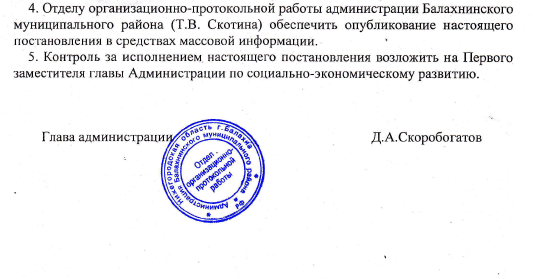 4. Отделу организационно-протокольной работы администрации Балахнинского
муниципального района (Т.В. Скотина) обеспечить опубликование настоящего
постановления в средствах массовой информации.
5. Контроль за исполнением настоящего постановления возложить на Первого
заместителя главы Администрации по социально-экономическому развитию.
Глава администрации
Д.А.Скоробогатов
Нижегородская область г. Балахна
Администрация Балахнинского муниципального района
РФ
Отдел
организационно-
протокольной
работы